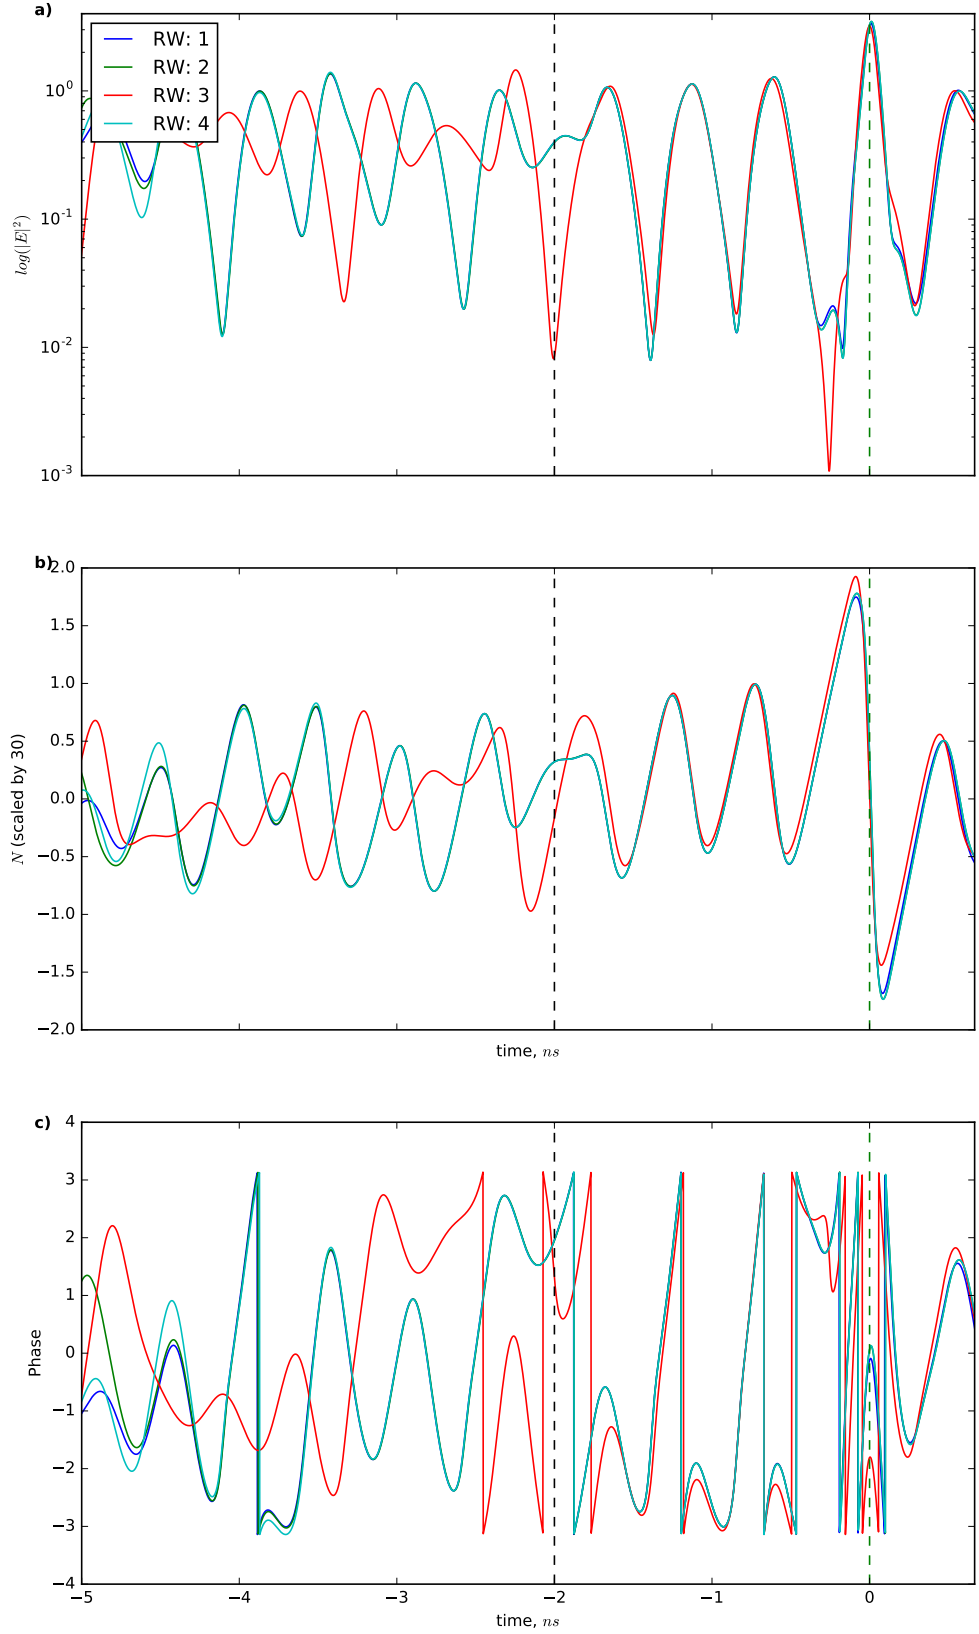 a)
RW: 1
RW: 2
RW: 3
RW: 4
10^0
10^-1
10^-2
10^-3
log(|E|^2)
b)
2.0
1.5
1.0
0.5
0.0
−0.5
−1.0
−1.5
−2.0
N (scaled by 30)
time, ns
c)
4
3
2
1
0
−1
−2
−3
−4
Phase
−5 −4 −3 −2 −1 0
time, ns